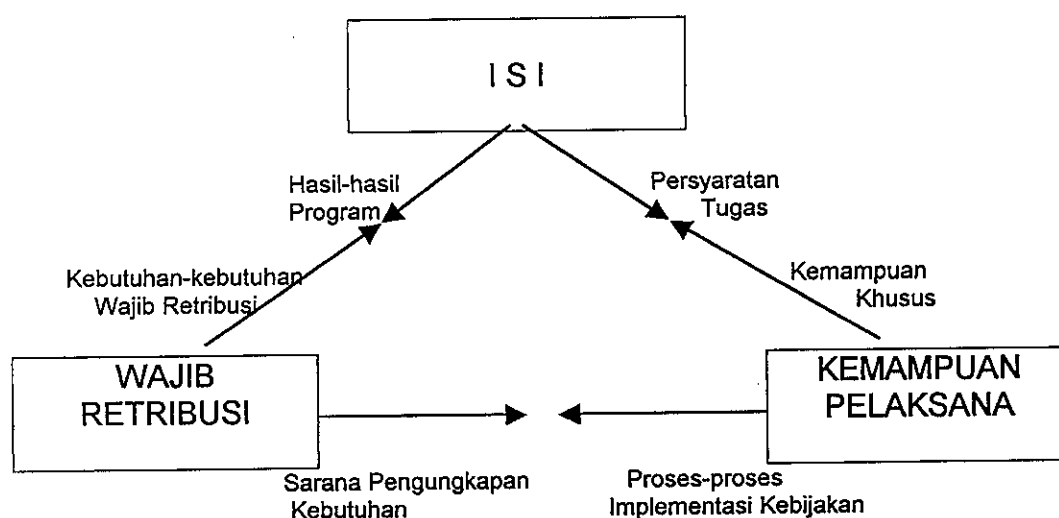 I S I
Hasil-hasil
Program
Persyaratan
Tugas
Kebutuhan-kebutuhan
Wajib Retribusi
Kemampuan
Khusus
WAJIB
RETRIBUSI
KEMAMPUAN
PELAKSANA
Sarana Pengungkapan
Kebutuhan
Proses-proses
Implementasi Kebijakan